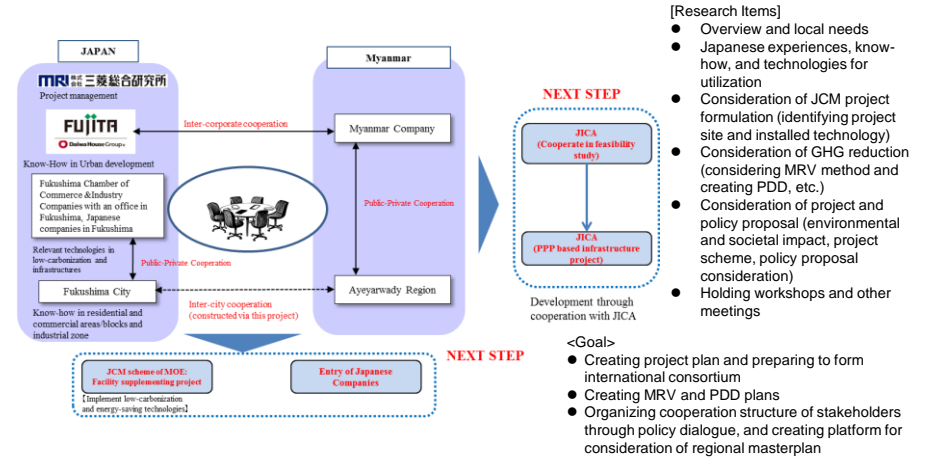 JAPAN
MRI 株式会社 三菱総合研究所
Project management
FUJITA
DaiwaHouse Group®
Know-How in Urban development
Fukushima Chamber of
Commerce &Industry
Companies with an office in
Fukushima, Japanese
companies in Fukushima
Relevant technologies in
low-carbonization and
infrastructures
Public-Private Cooperation
Fukushima City
Know-how in residential and
commercial areas/blocks and
industrial zone
Inter-corporate cooperation
Inter-city cooperation
(constructed via this project)
Myanmar
Myanmar Company
Public-Private Cooperation
Ayeyarwady Region
NEXT STEP
JICA
(Cooperate in feasibility
study)
JICA
(PPP based infrastructure
project)
Development through
cooperation with JICA
NEXT STEP
JCM scheme of MOE:
Facility supplementing project
【Implement low-carbonization
and energy-saving technologies】
Entry of Japanese
Companies
[Research Items]
● Overview and local needs
● Japanese experiences, know-
how, and technologies for
utilization
● Consideration of JCM project
formulation (identifying project
site and installed technology)
● Consideration of GHG reduction
(considering MRV method and
creating PDD, etc.)
● Consideration of project and
policy proposal (environmental
and societal impact, project
scheme, policy proposal
consideration)
● Holding workshops and other
meetings
<Goal>
● Creating project plan and preparing to form
international consortium
● Creating MRV and PDD plans
● Organizing cooperation structure of stakeholders
through policy dialogue, and creating platform for
consideration of regional masterplan